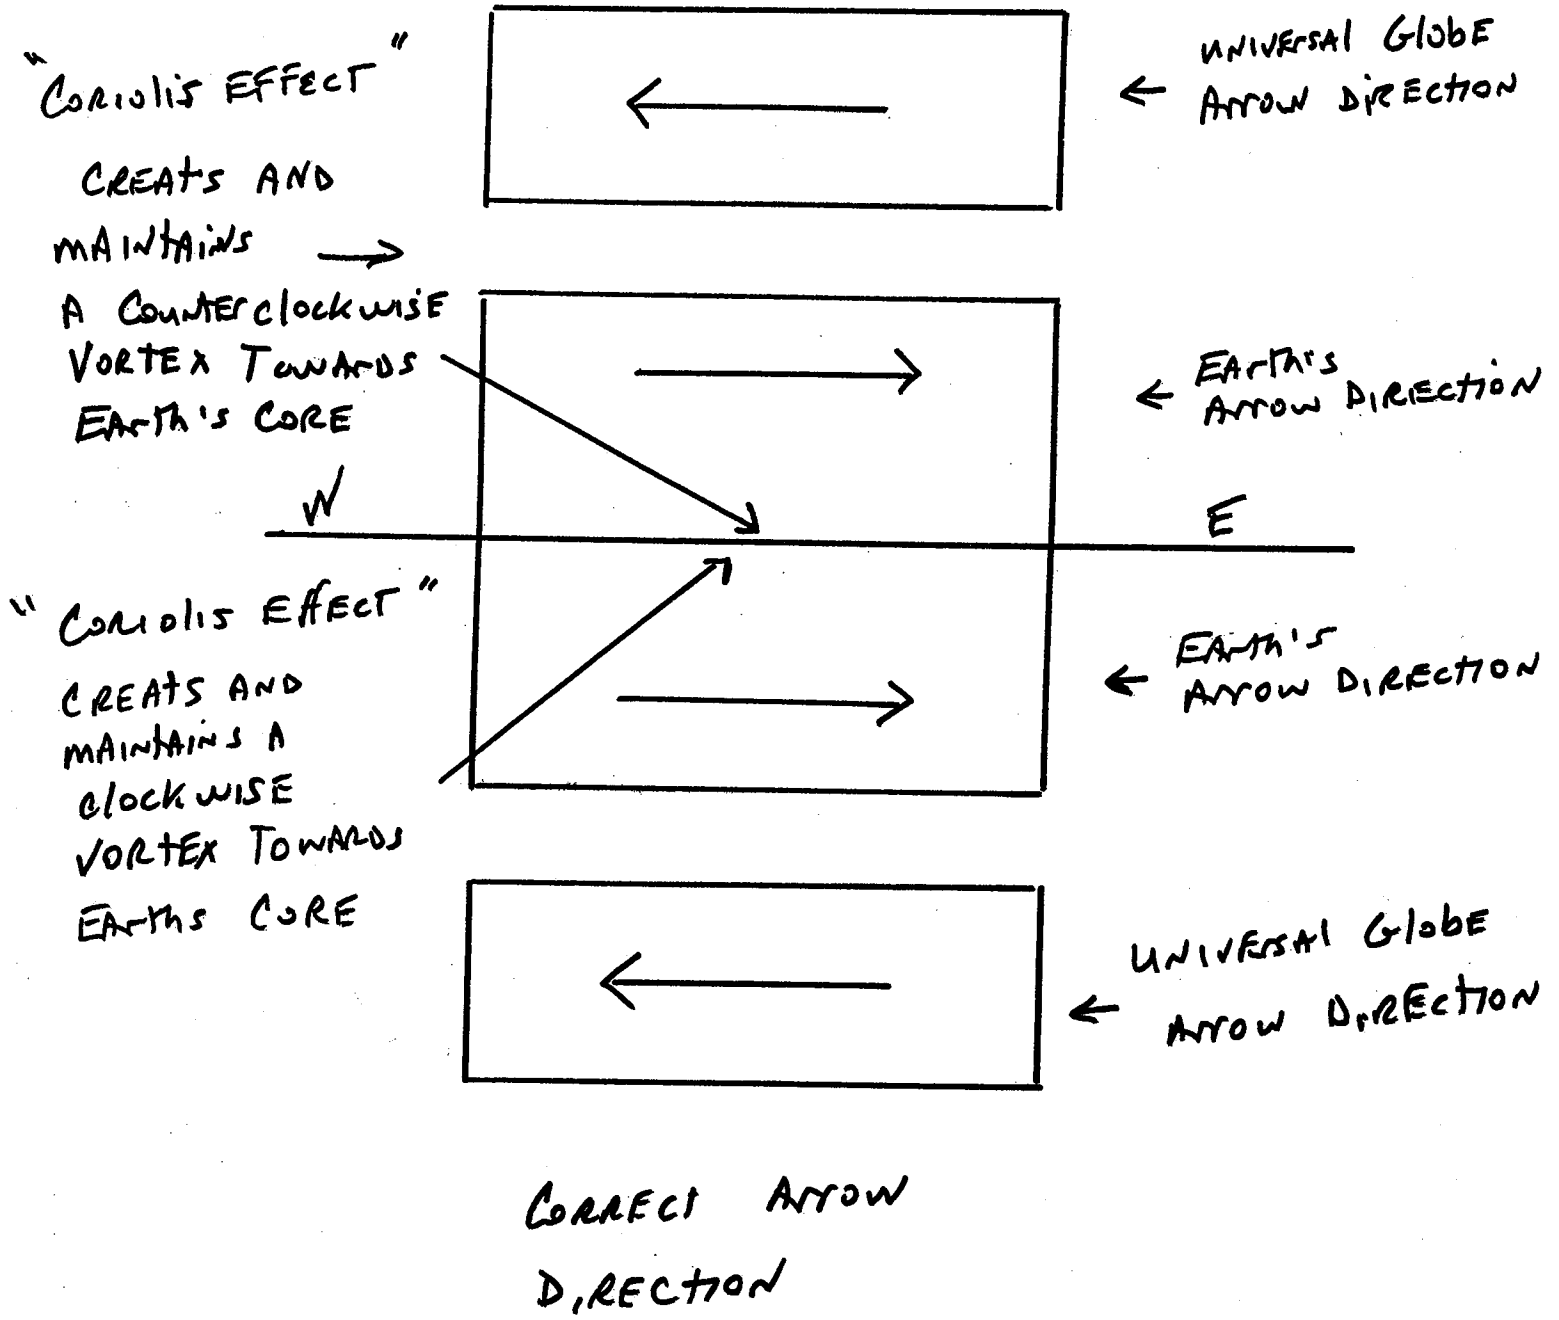 "CORIOLIS EFFECT"
CREATS AND
MAINTAINS
A COUNTERCLOCKWISE
VORTEX TOWARDS
EARTH'S CORE
UNIVERSAL GLOBE
ARROW DIRECTION
EARTH'S
ARROW DIRECTION
W
E
"CORIOLIS EFFECT"
CREATS AND
MAINTAINS A
CLOCKWISE
VORTEX TOWARDS
EARTHS CORE
EARTH'S
ARROW DIRECTION
UNIVERSAL GLOBE
ARROW DIRECTION
CORRECT ARROW
DIRECTION